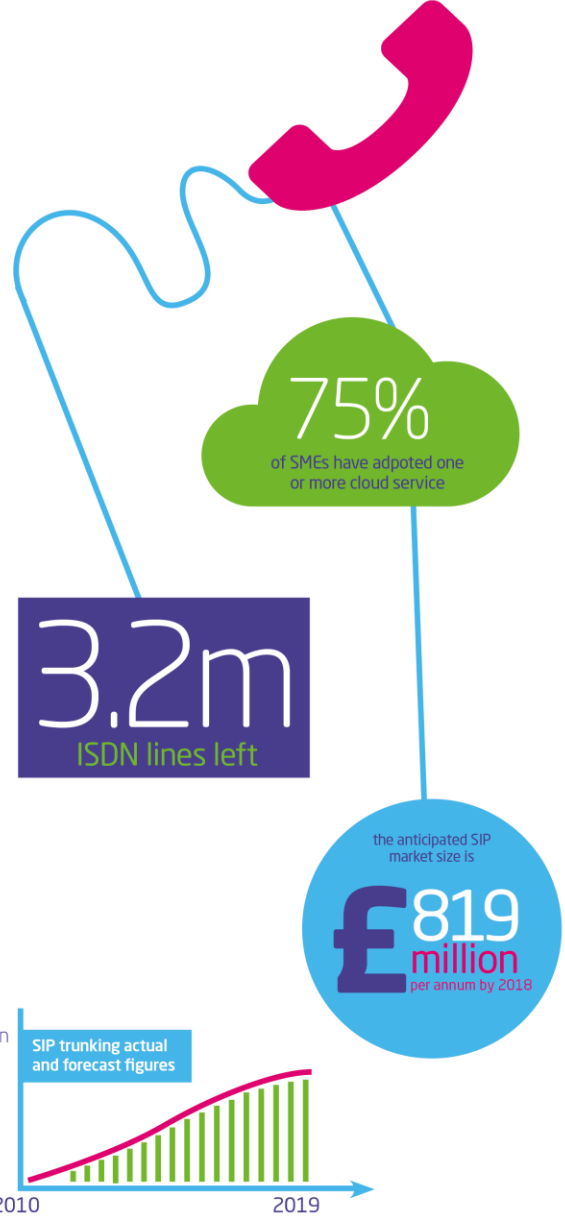 75%
of SMEs have adpoted one
or more cloud service
3.2m
ISDN lines left
the anticipated SIP
market size is
£819
million
per annum by 2018
SIP trunking actual
and forecast figures
2010
2019